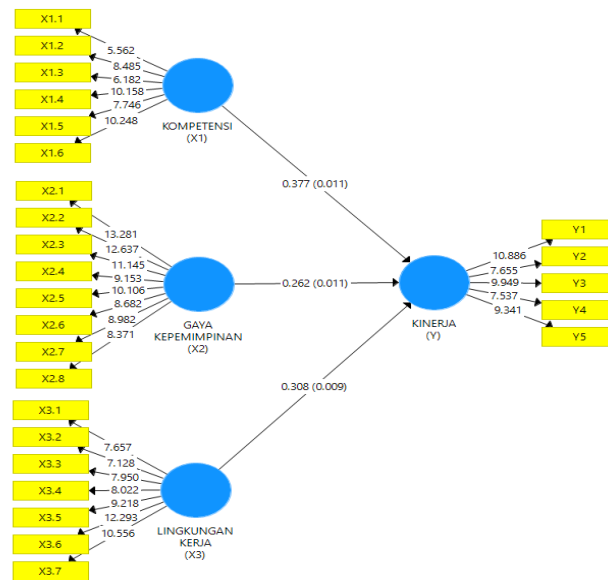 X1.1
X1.2
X1.3
X1.4
X1.5
X1.6
5.562
8.485
6.182
10.158
7.746
10.248
KOMPETENSI
(X1)
0.377 (0.011)
X2.1
X2.2
X2.3
X2.4
X2.5
X2.6
X2.7
X2.8
13.281
12.637
11.145
9.153
10.106
8.682
8.982
8.371
GAYA
KEPEMIMPINAN
(X2)
0.262 (0.011)
X3.1
X3.2
X3.3
X3.4
X3.5
X3.6
X3.7
7.657
7.128
7.950
8.022
9.218
12.293
10.556
LINGKUNGAN
KERJA
(X3)
0.308 (0.009)
KINERJA
(Y)
10.886
7.655
9.949
7.537
9.341
Y1
Y2
Y3
Y4
Y5